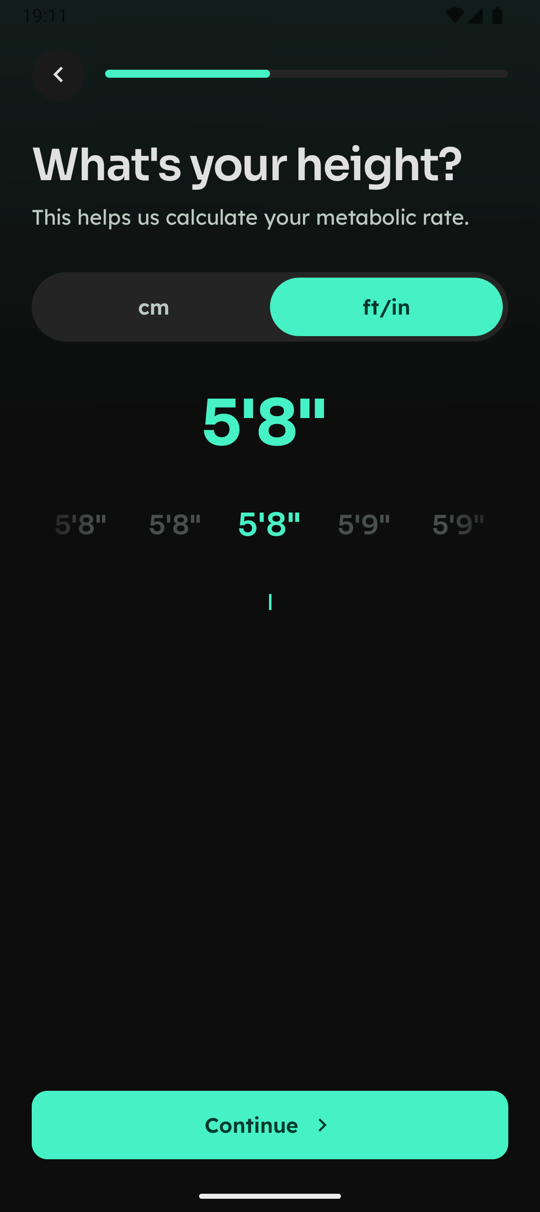 19:11
What's your height?
This helps us calculate your metabolic rate.
cm ft/in
5'8"
5'8" 5'8" 5'8" 5'9" 5'9"
Continue